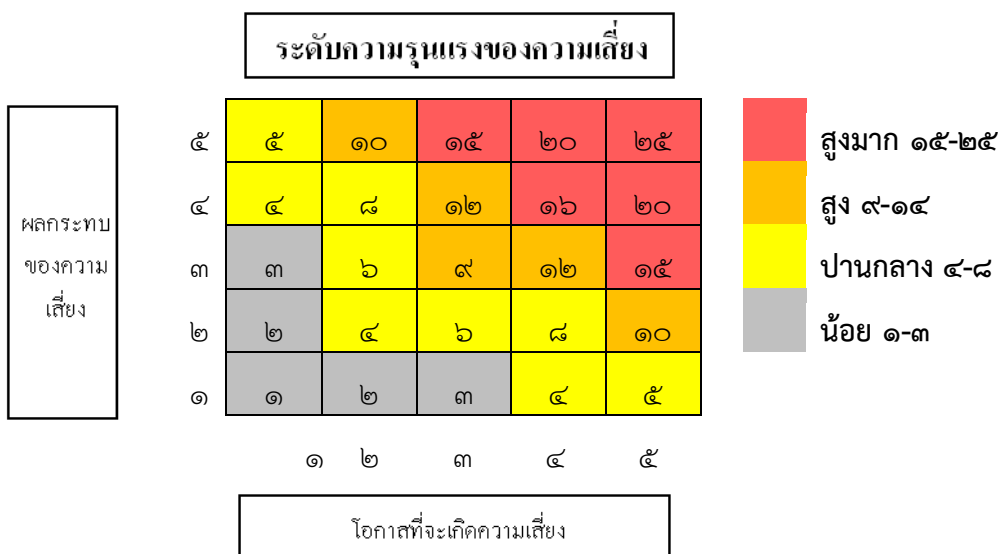 ระดับความรุนแรงของความเสี่ยง
ผลกระทบ
ของความ
เสี่ยง
๕ ๕ ๑๐ ๑๕ ๒๐ ๒๕
๔ ๔ ๘ ๑๒ ๑๖ ๒๐
๓ ๓ ๖ ๙ ๑๒ ๑๕
๒ ๒ ๔ ๖ ๘ ๑๐
๑ ๑ ๒ ๓ ๔ ๕
๑ ๒ ๓ ๔ ๕
โอกาสที่จะเกิดความเสี่ยง
สูงมาก ๑๕-๒๕
สูง ๙-๑๔
ปานกลาง ๔-๘
น้อย ๑-๓